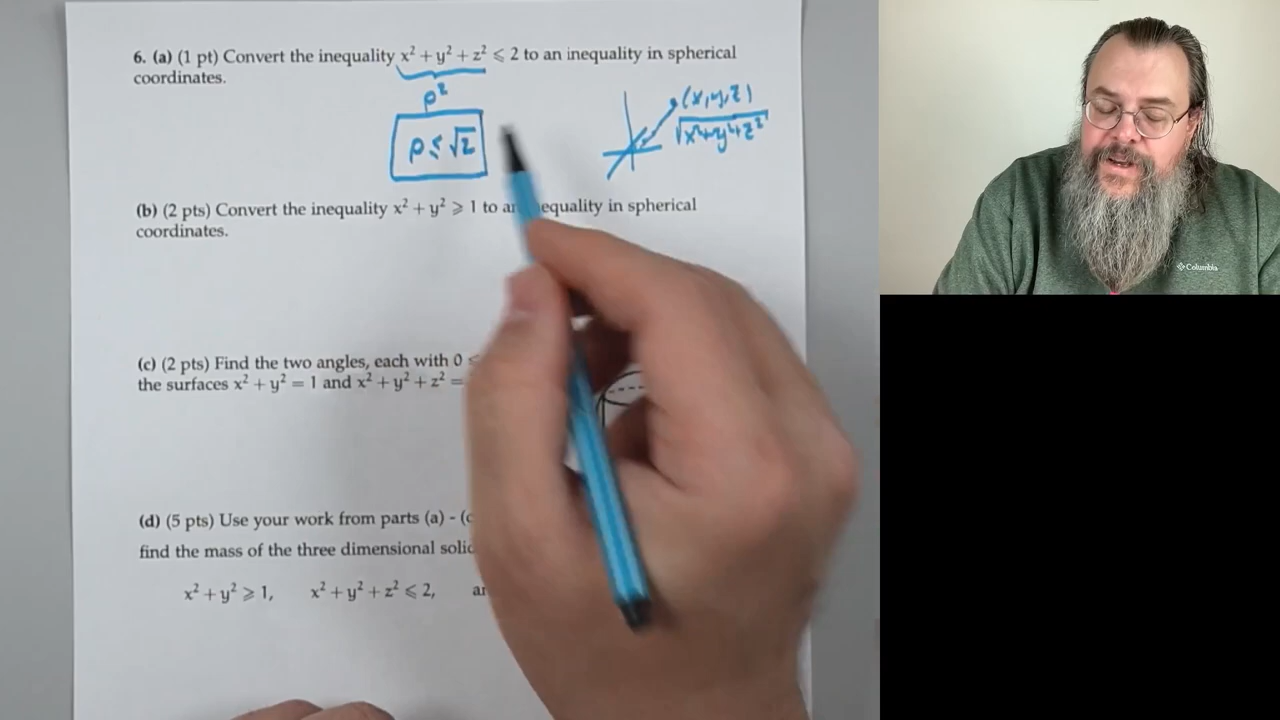 6. (a) (1 pt) Convert the inequality x² + y² + z² ⩽ 2 to an inequality in spherical
coordinates.
ρ²
ρ ≤ √2
(x,y,z)
√x²+y²+z²
(b) (2 pts) Convert the inequality x² + y² ⩾ 1 to an equality in spherical
coordinates.
(c) (2 pts) Find the two angles, each with 0 ⩽
the surfaces x² + y² = 1 and x² + y² + z² =
(d) (5 pts) Use your work from parts (a) - (c
find the mass of the three dimensional solid
x² + y² ⩾ 1, x² + y² + z² ⩽ 2,
Columbia